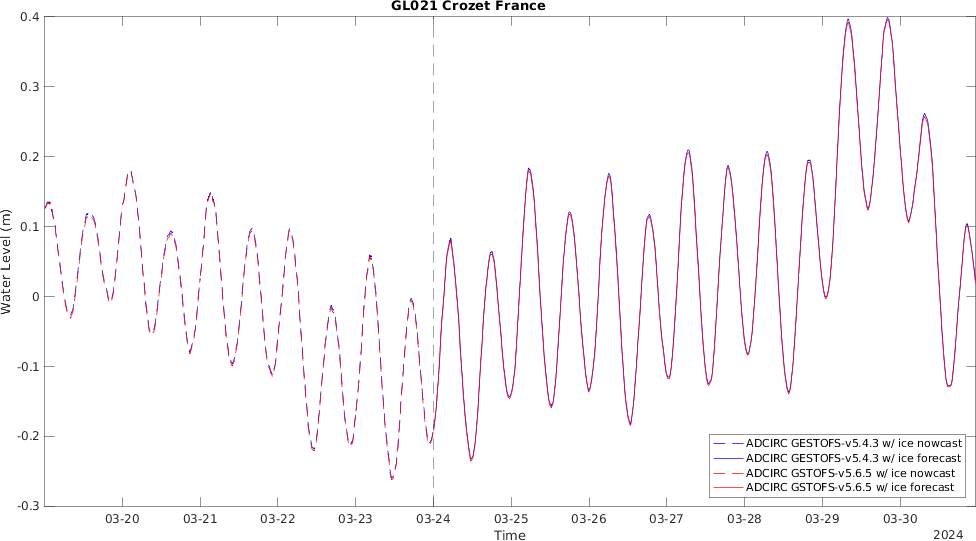 GL021 Crozet France
0.4
0.3
0.2
0.1
0
-0.1
-0.2
-0.3
Water Level (m)
ADCIRC GESTOFS-v5.4.3 w/ ice nowcast
ADCIRC GESTOFS-v5.4.3 w/ ice forecast
ADCIRC GSTOFS-v5.6.5 w/ ice nowcast
ADCIRC GSTOFS-v5.6.5 w/ ice forecast
03-20 03-21 03-22 03-23 03-24 03-25 03-26 03-27 03-28 03-29 03-30
Time
2024